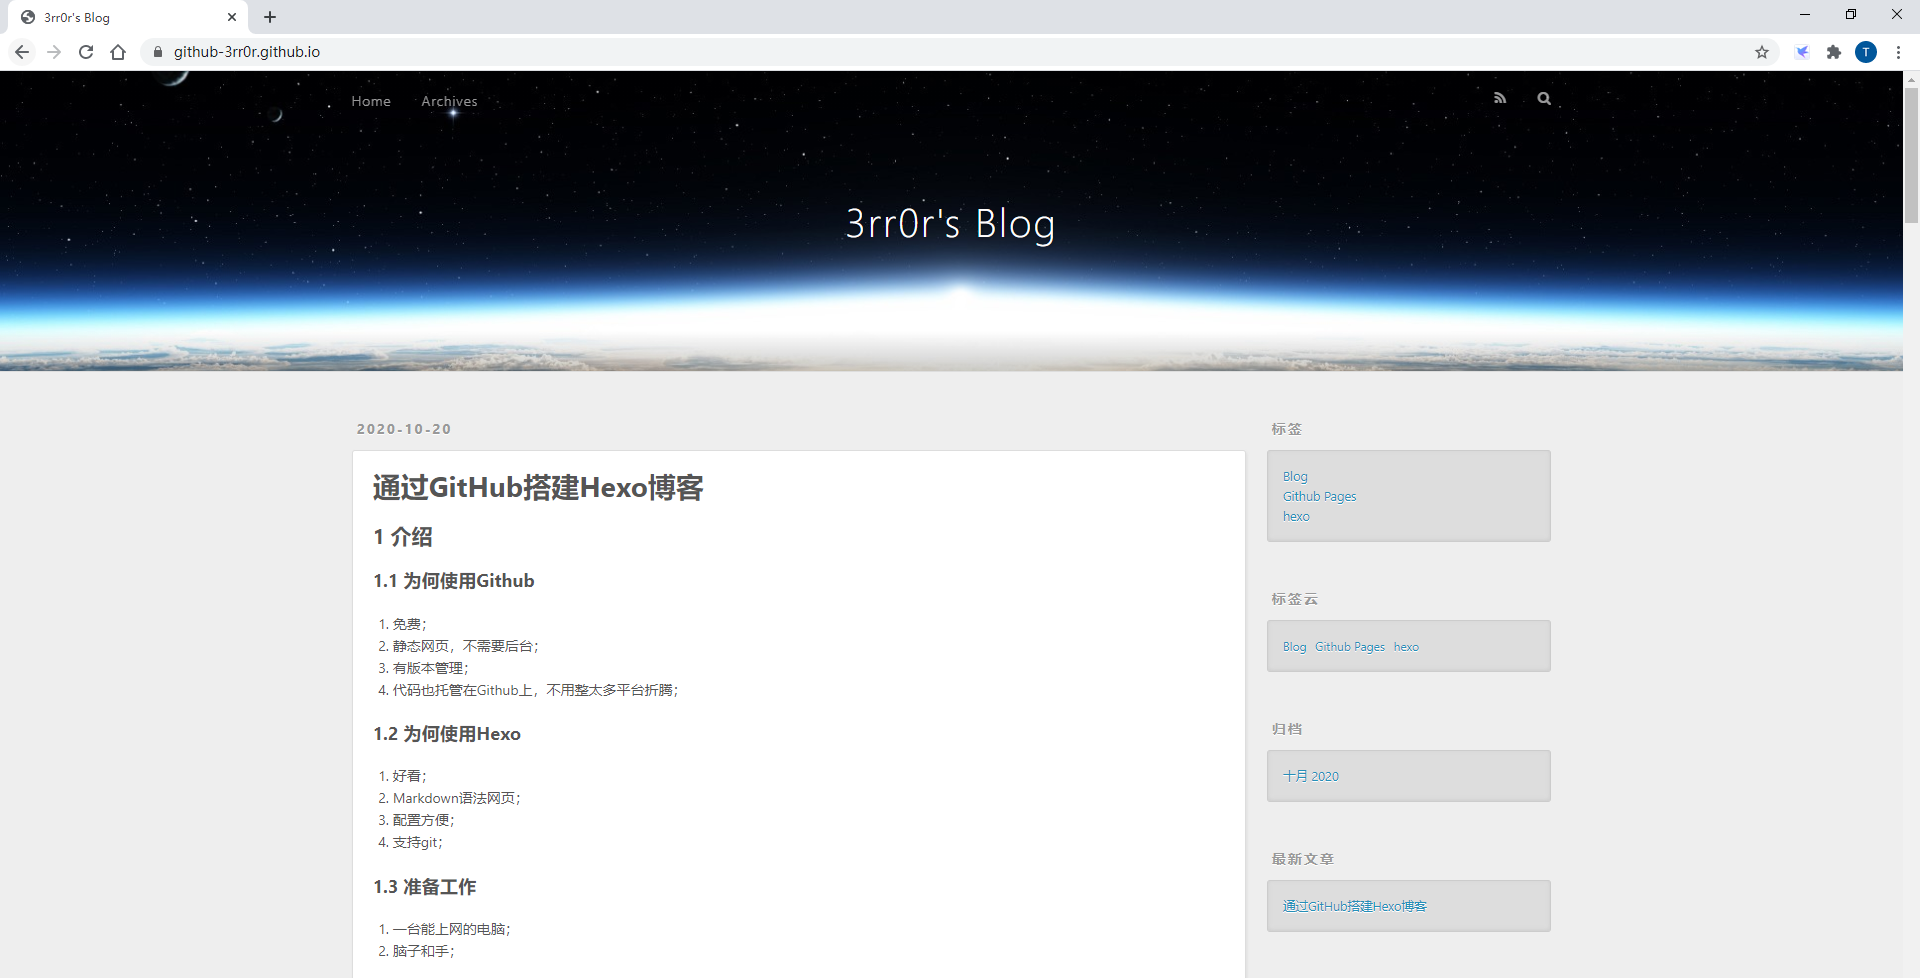 3rr0r's Blog
github-3rr0r.github.io
T
Home Archives
3rr0r's Blog
2020-10-20
通过GitHub搭建Hexo博客
1 介绍
1.1 为何使用Github
1. 免费；
2. 静态网页，不需要后台；
3. 有版本管理；
4. 代码也托管在Github上，不用整太多平台折腾；
1.2 为何使用Hexo
1. 好看；
2. Markdown语法网页；
3. 配置方便；
4. 支持git；
1.3 准备工作
1. 一台能上网的电脑；
2. 脑子和手；
标签
Blog
Github Pages
hexo
标签云
Blog Github Pages hexo
归档
十月 2020
最新文章
通过GitHub搭建Hexo博客